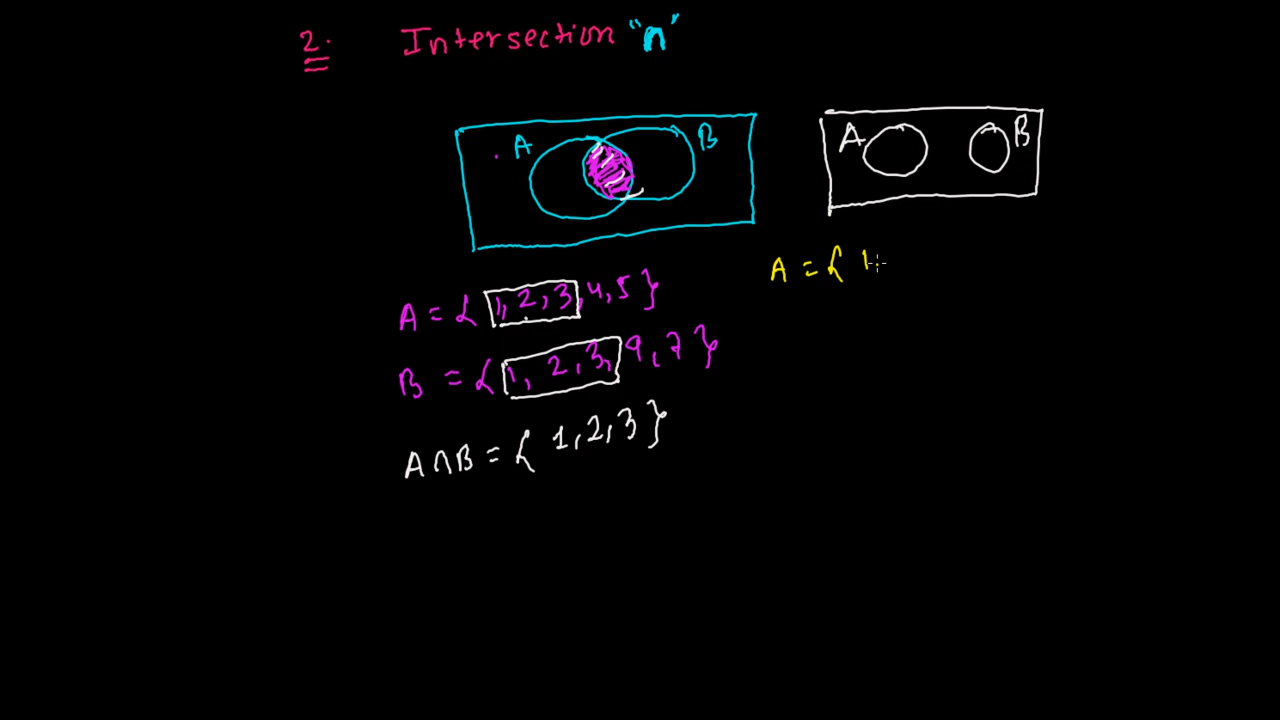 2. Intersection "∩"
A B
A B
A = { 1, 2, 3, 4, 5 }
B = { 1, 2, 3, 9, 7 }
A∩B = { 1, 2, 3 }
A = { 1